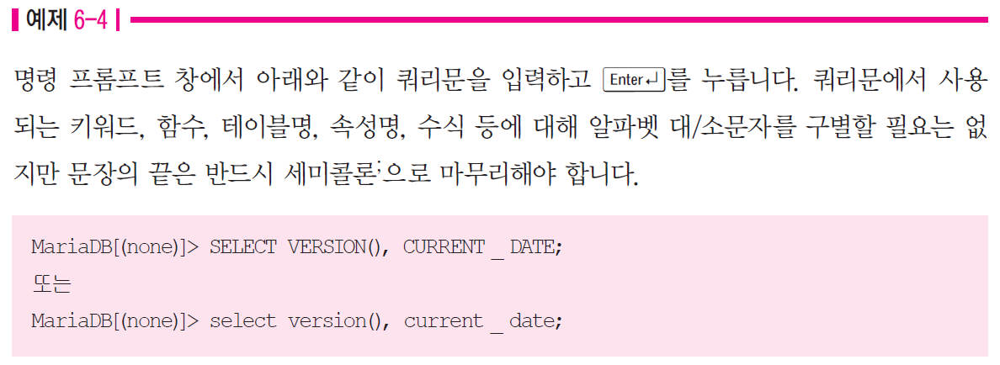 예제 6-4
명령 프롬프트 창에서 아래와 같이 쿼리문을 입력하고 Enter↵를 누릅니다. 쿼리문에서 사용
되는 키워드, 함수, 테이블명, 속성명, 수식 등에 대해 알파벳 대/소문자를 구별할 필요는 없
지만 문장의 끝은 반드시 세미콜론;으로 마무리해야 합니다.
MariaDB[(none)]> SELECT VERSION(), CURRENT _ DATE;
또는
MariaDB[(none)]> select version(), current _ date;